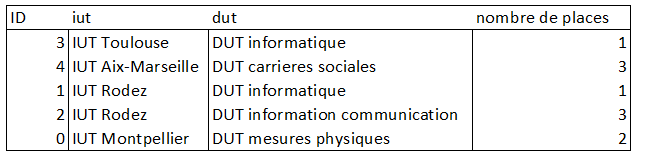 ID iut dut nombre de places
3 IUT Toulouse DUT informatique 1
4 IUT Aix-Marseille DUT carrieres sociales 3
1 IUT Rodez DUT informatique 1
2 IUT Rodez DUT information communication 3
0 IUT Montpellier DUT mesures physiques 2